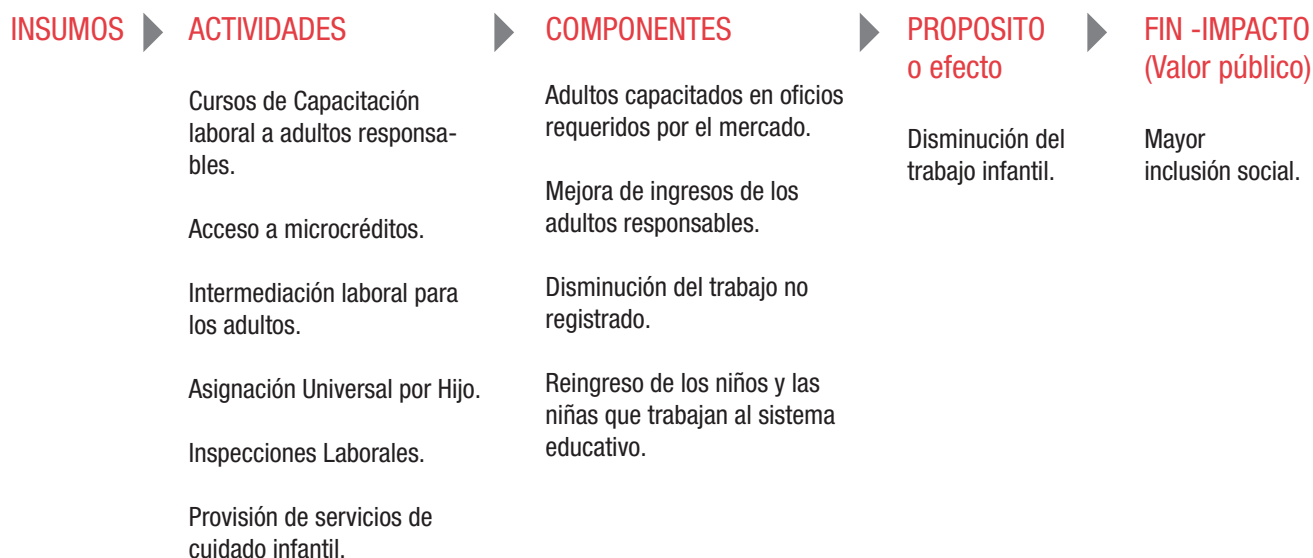 INSUMOS
ACTIVIDADES
Cursos de Capacitación
laboral a adultos responsa-
bles.
Acceso a microcréditos.
Intermediación laboral para
los adultos.
Asignación Universal por Hijo.
Inspecciones Laborales.
Provisión de servicios de
cuidado infantil.
COMPONENTES
Adultos capacitados en oficios
requeridos por el mercado.
Mejora de ingresos de los
adultos responsables.
Disminución del trabajo no
registrado.
Reingreso de los niños y las
niñas que trabajan al sistema
educativo.
PROPOSITO
o efecto
Disminución del
trabajo infantil.
FIN -IMPACTO
(Valor público)
Mayor
inclusión social.